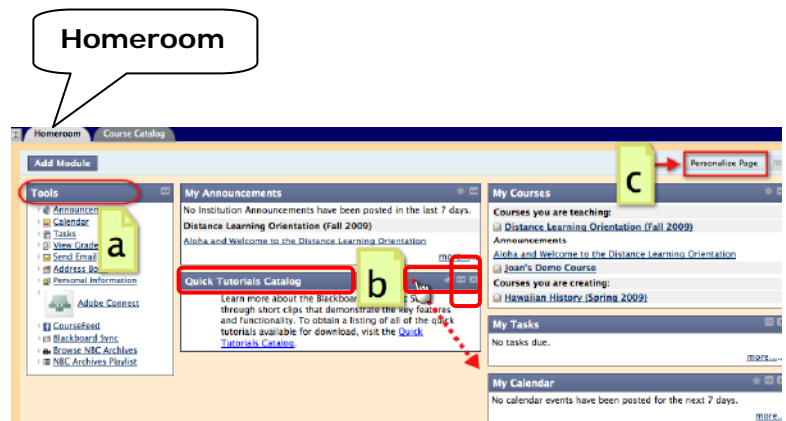 Homeroom
Homeroom Course Catalog
Add Module
c
Personalize Page
Tools
Announcen
Calendar
Tasks
View Grade
Send Email
Address Bo
Personal Information
Adobe Connect
CourseFeed
Blackboard Sync
Browse NBC Archives
NBC Archives Playlist
a
My Announcements
No Institution Announcements have been posted in the last 7 days.
Distance Learning Orientation (Fall 2009)
Aloha and Welcome to the Distance Learning Orientation
more...
Quick Tutorials Catalog
b
Learn more about the Blackboard
through short clips that demonstrate the key features
and functionality. To obtain a listing of all of the quick
tutorials available for download, visit the Quick
Tutorials Catalog.
My Courses
Courses you are teaching:
Distance Learning Orientation (Fall 2009)
Announcements
Aloha and Welcome to the Distance Learning Orientation
Joan's Demo Course
Courses you are creating:
Hawaiian History (Spring 2009)
My Tasks
No tasks due.
more.....
My Calendar
No calendar events have been posted for the next 7 days.
more..